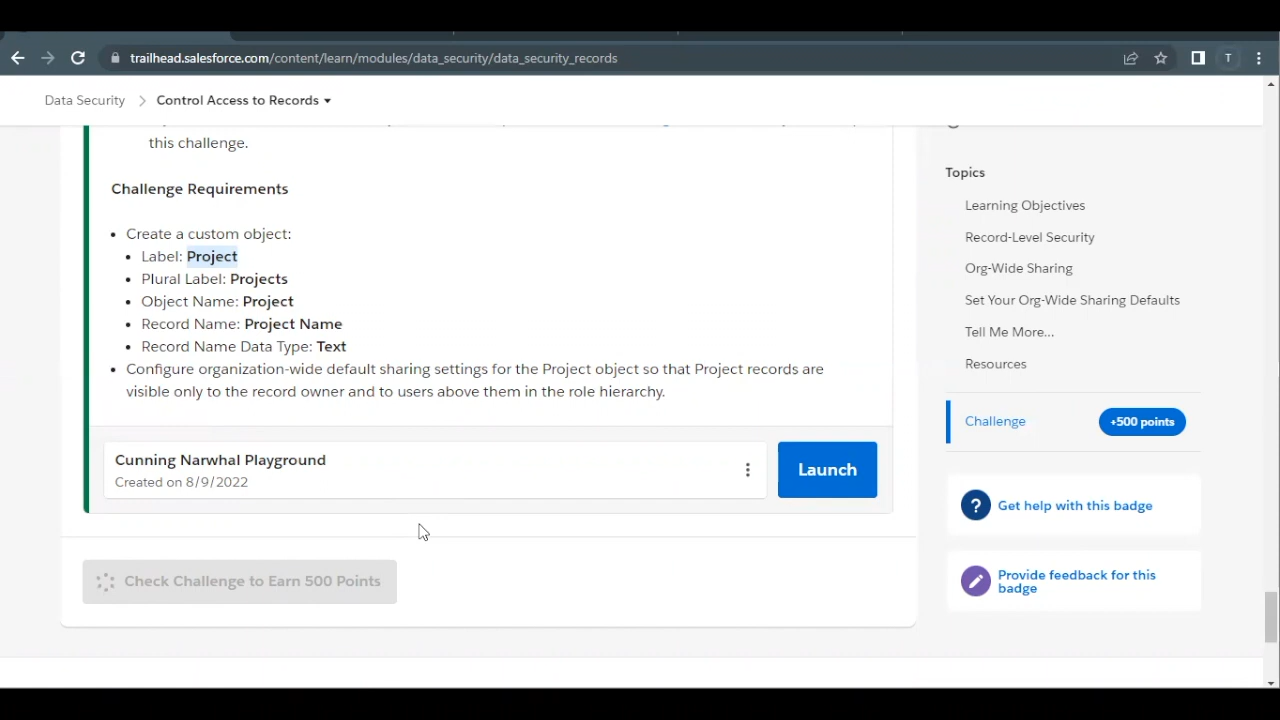 trailhead.salesforce.com/content/learn/modules/data_security/data_security_records
T
Data Security
Control Access to Records
this challenge.
Challenge Requirements
Create a custom object:
Label: Project
Plural Label: Projects
Object Name: Project
Record Name: Project Name
Record Name Data Type: Text
Configure organization-wide default sharing settings for the Project object so that Project records are
visible only to the record owner and to users above them in the role hierarchy.
Cunning Narwhal Playground
Created on 8/9/2022
Launch
Check Challenge to Earn 500 Points
Topics
Learning Objectives
Record-Level Security
Org-Wide Sharing
Set Your Org-Wide Sharing Defaults
Tell Me More...
Resources
Challenge
+500 points
? Get help with this badge
Provide feedback for this
badge